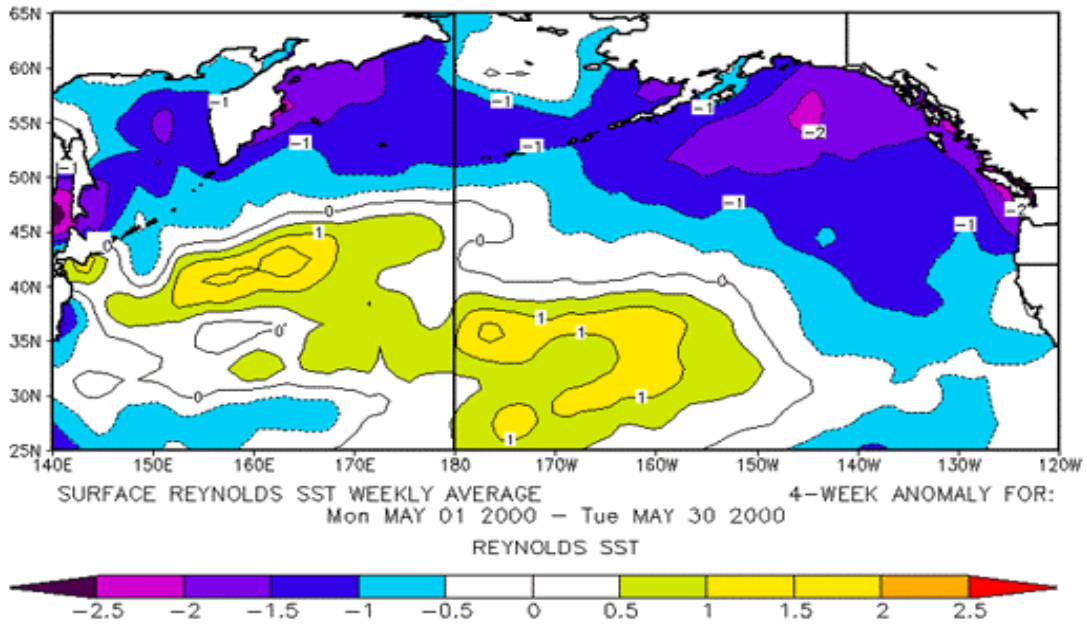 65N
60N
55N
50N
45N
40N
35N
30N
25N
-1
-1
-1
-1
-1
-2
-1
-1
-1
-2
-1
0
0
0
0
0
0
1
1
1
1
1
140E 150E 160E 170E 180 170W 160W 150W 140W 130W 120W
SURFACE REYNOLDS SST WEEKLY AVERAGE 4-WEEK ANOMALY FOR:
Mon MAY 01 2000 - Tue MAY 30 2000
REYNOLDS SST
-2.5 -2 -1.5 -1 -0.5 0 0.5 1 1.5 2 2.5